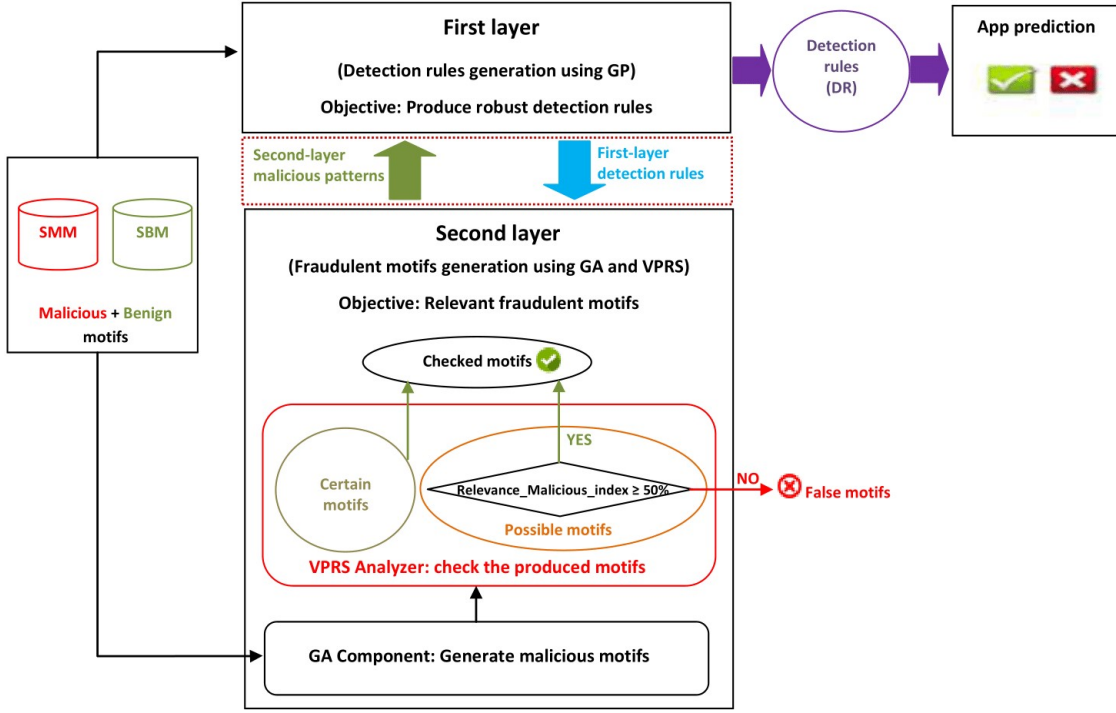 First layer
(Detection rules generation using GP)
Objective: Produce robust detection rules
Detection
rules
(DR)
App prediction
Second-layer
malicious patterns
First-layer
detection rules
SMM
SBM
Malicious + Benign
motifs
Second layer
(Fraudulent motifs generation using GA and VPRS)
Objective: Relevant fraudulent motifs
Checked motifs
YES
Certain
motifs
Relevance_Malicious_index ≥ 50%
NO
False motifs
Possible motifs
VPRS Analyzer: check the produced motifs
GA Component: Generate malicious motifs